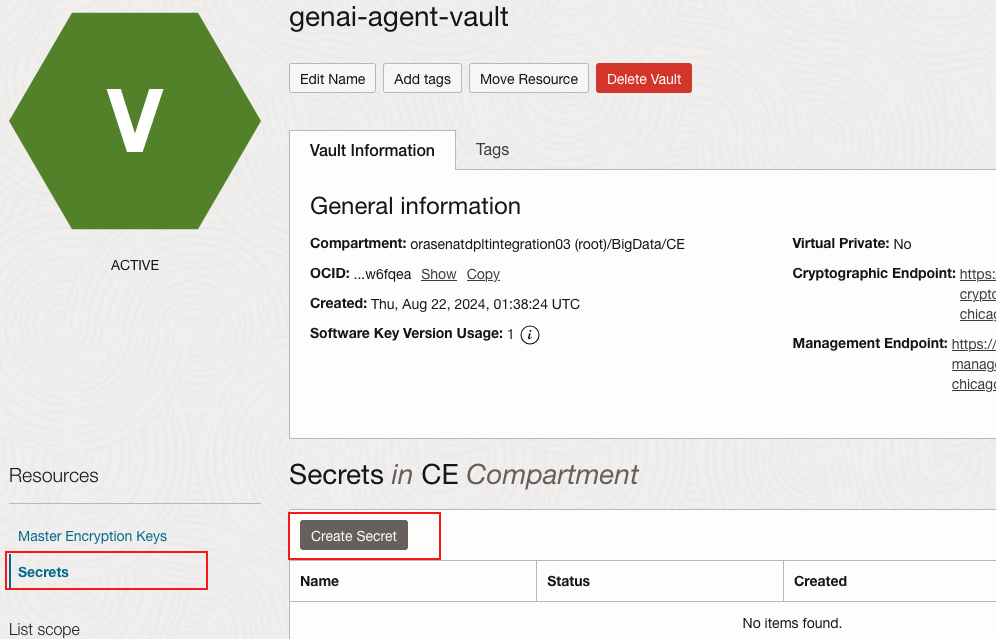 genai-agent-vault
V
ACTIVE
Edit Name
Add tags
Move Resource
Delete Vault
Vault Information
Tags
General information
Compartment: orasenatdpltintegration03 (root)/BigData/CE
OCID: ...w6fqea Show Copy
Created: Thu, Aug 22, 2024, 01:38:24 UTC
Software Key Version Usage: 1 i
Virtual Private: No
Cryptographic Endpoint: https:
crypto
chicag
Management Endpoint: https://
manage
chicago
Resources
Master Encryption Keys
Secrets
List scope
Secrets in CE Compartment
Create Secret
Name
Status
Created
No items found.